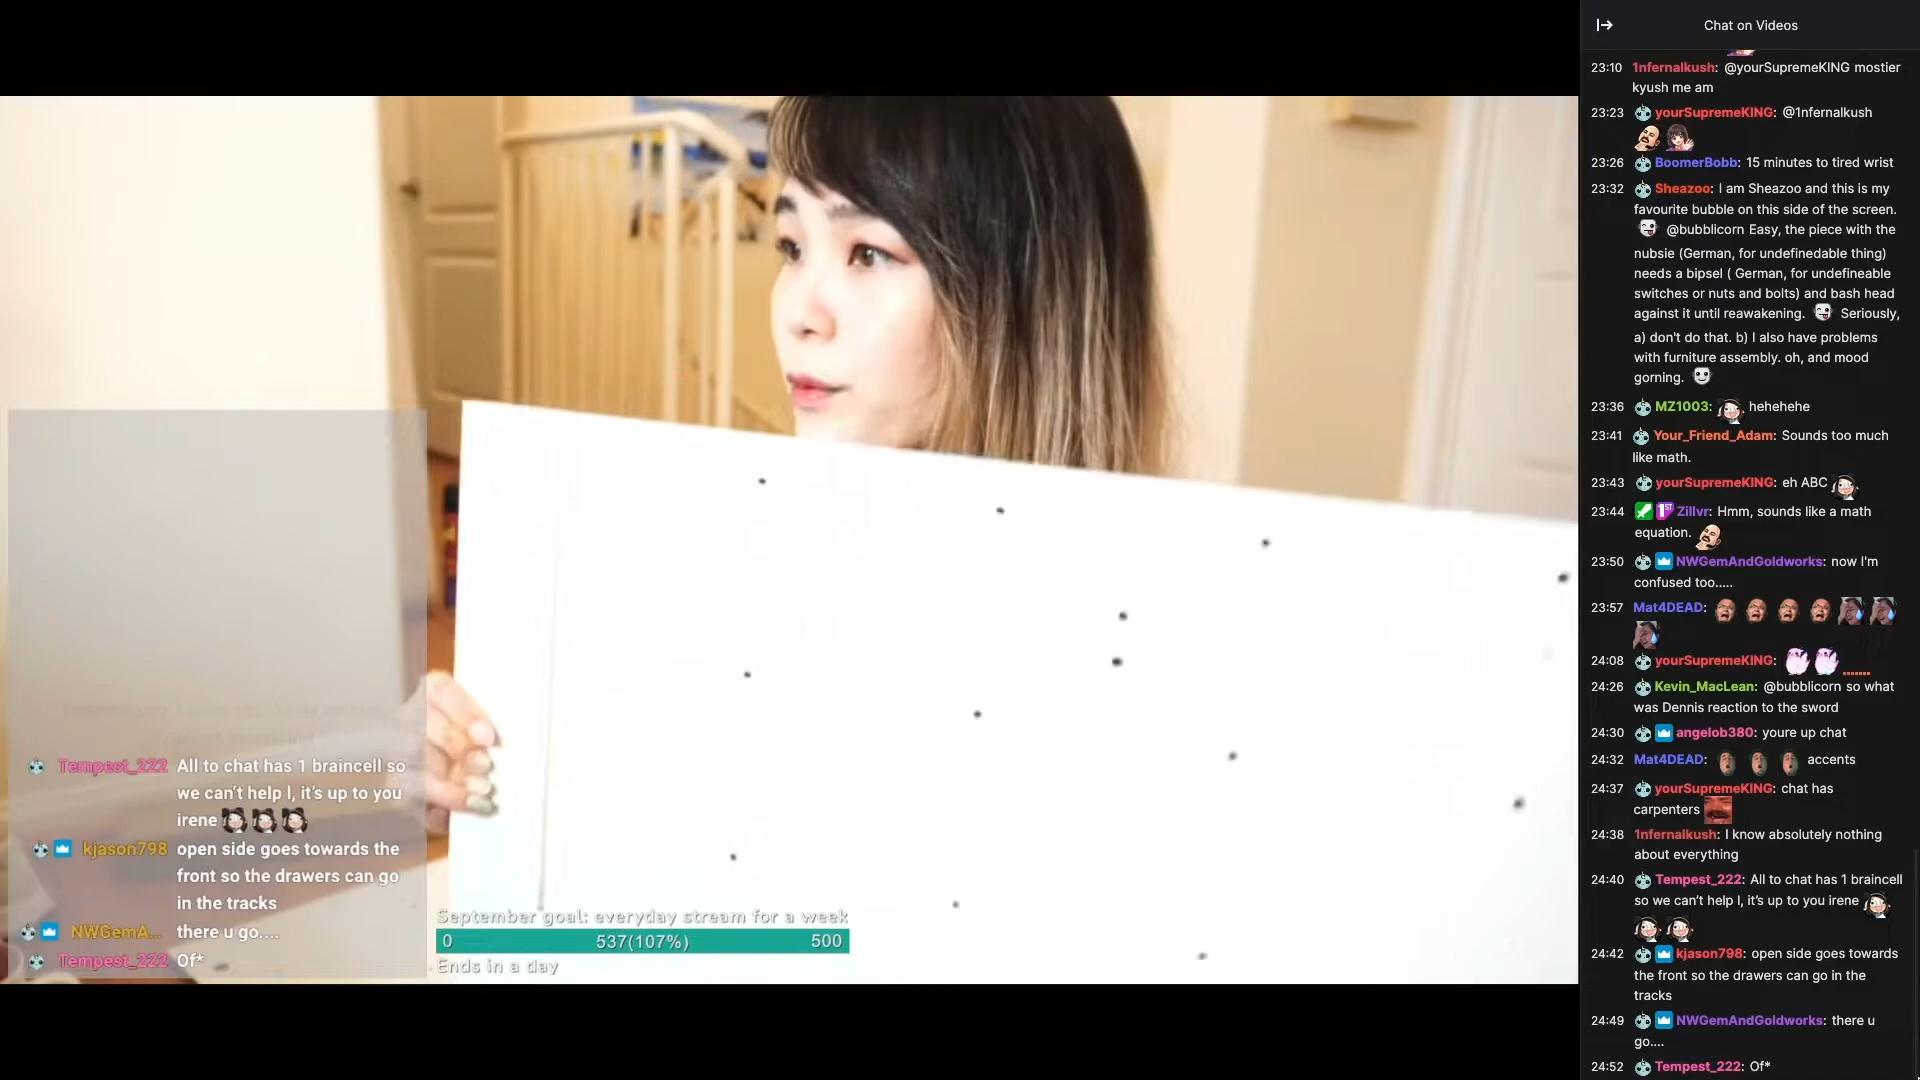 Chat on Videos
23:10 1nfernalkush: @yourSupremeKING mostier
kyush me am
23:23 yourSupremeKING: @1nfernalkush
23:26 BoomerBobb: 15 minutes to tired wrist
23:32 Sheazoo: I am Sheazoo and this is my
favourite bubble on this side of the screen.
@bubblicorn Easy, the piece with the
nubsie (German, for undefinedable thing)
needs a bipsel ( German, for undefineable
switches or nuts and bolts) and bash head
against it until reawakening. Seriously,
a) don't do that. b) I also have problems
with furniture assembly. oh, and mood
gorning.
23:36 MZ1003: hehehehe
23:41 Your_Friend_Adam: Sounds too much
like math.
23:43 yourSupremeKING: eh ABC
23:44 1ST Zillvr: Hmm, sounds like a math
equation.
23:50 NWGemAndGoldworks: now I'm
confused too.....
23:57 Mat4DEAD:
24:08 yourSupremeKING:
24:26 Kevin_MacLean: @bubblicorn so what
was Dennis reaction to the sword
24:30 angelob380: youre up chat
24:32 Mat4DEAD: accents
24:37 yourSupremeKING: chat has
carpenters
24:38 1nfernalkush: I know absolutely nothing
about everything
24:40 Tempest_222: All to chat has 1 braincell
so we can't help l, it's up to you irene
24:42 kjason798: open side goes towards
the front so the drawers can go in the
tracks
24:49 NWGemAndGoldworks: there u
go....
24:52 Tempest_222: Of*
Tempest_222 All to chat has 1 braincell so
we can't help l, it's up to you
irene
kjason798 open side goes towards the
front so the drawers can go
in the tracks
NWGemA... there u go....
Tempest_222 Of*
September goal: everyday stream for a week
0 537(107%) 500
Ends in a day